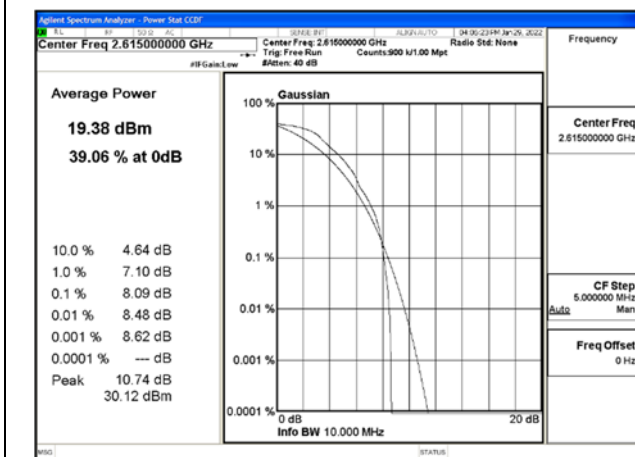 Agilent Spectrum Analyzer - Power Stat CCDF
RL RF 50 Ω AC SENSE:INT ALIGN AUTO 04:06:23 PM Jan 29, 2022
Center Freq 2.615000000 GHz
Center Freq: 2.615000000 GHz Radio Std: None
Trig: Free Run Counts:900 k/1.00 Mpt
#IFGain:Low #Atten: 40 dB
Frequency
Average Power
19.38 dBm
39.06 % at 0dB
10.0 % 4.64 dB
1.0 % 7.10 dB
0.1 % 8.09 dB
0.01 % 8.48 dB
0.001 % 8.62 dB
0.0001 % --- dB
Peak 10.74 dB
30.12 dBm
Gaussian
100 %
10 %
1 %
0.1 %
0.01 %
0.001 %
0.0001 %
0 dB 20 dB
Info BW 10.000 MHz
Center Freq
2.615000000 GHz
CF Step
5.000000 MHz
Auto Man
Freq Offset
0 Hz
MSG STATUS